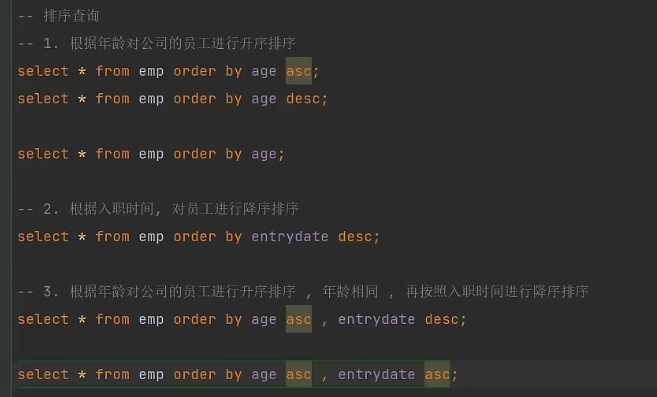 -- 排序查询
-- 1. 根据年龄对公司的员工进行升序排序
select * from emp order by age asc;
select * from emp order by age desc;
select * from emp order by age;
-- 2. 根据入职时间, 对员工进行降序排序
select * from emp order by entrydate desc;
-- 3. 根据年龄对公司的员工进行升序排序 , 年龄相同 , 再按照入职时间进行降序排序
select * from emp order by age asc , entrydate desc;
select * from emp order by age asc , entrydate asc;